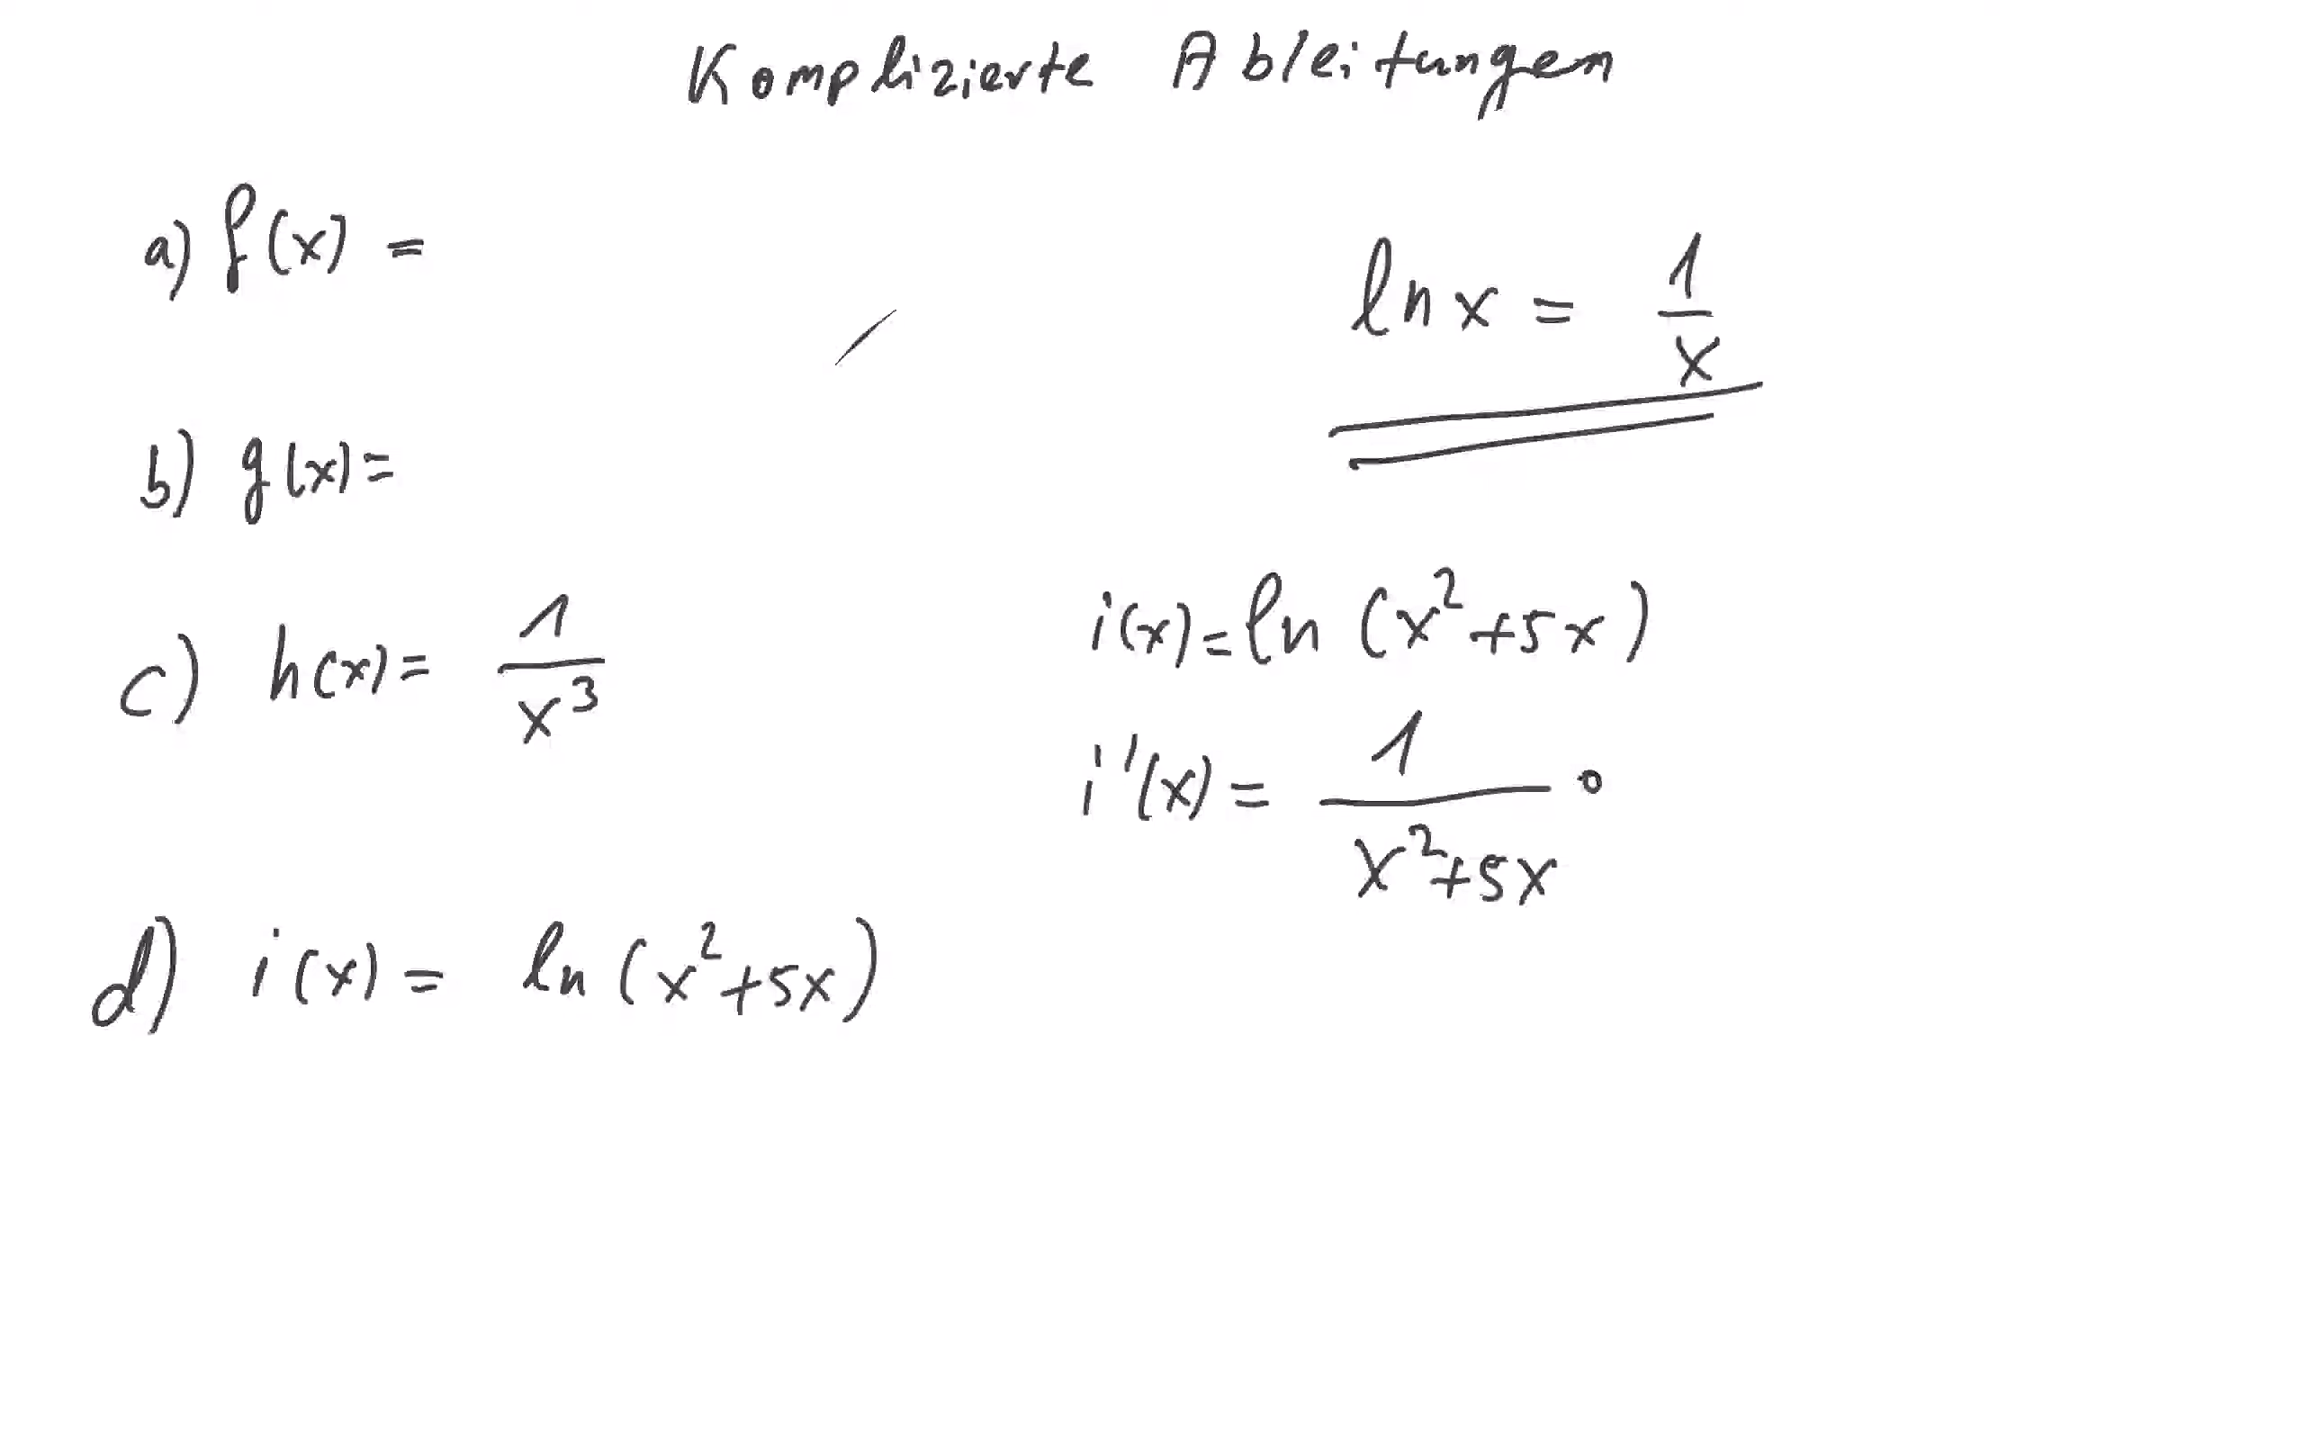 Komplizierte Ableitungen
a) f(x) =
ln x = 1/x
b) g(x) =
c) h(x) = 1/x³
i(x) = ln (x²+5x)
i'(x) = 1/(x²+5x) ·
d) i(x) = ln (x²+5x)